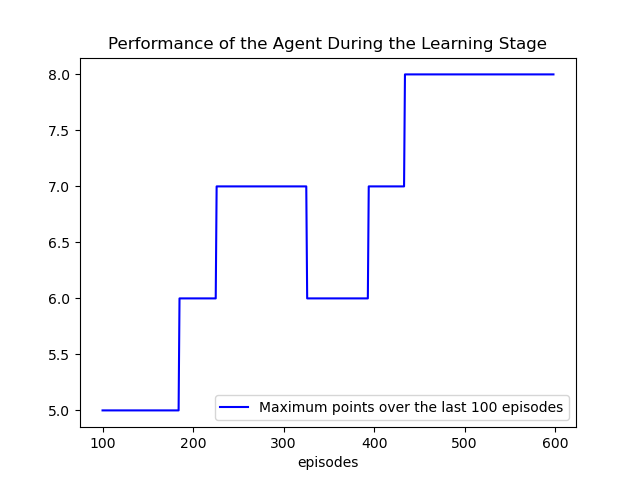 Performance of the Agent During the Learning Stage
8.0
7.5
7.0
6.5
6.0
5.5
5.0
Maximum points over the last 100 episodes
100 200 300 400 500 600
episodes